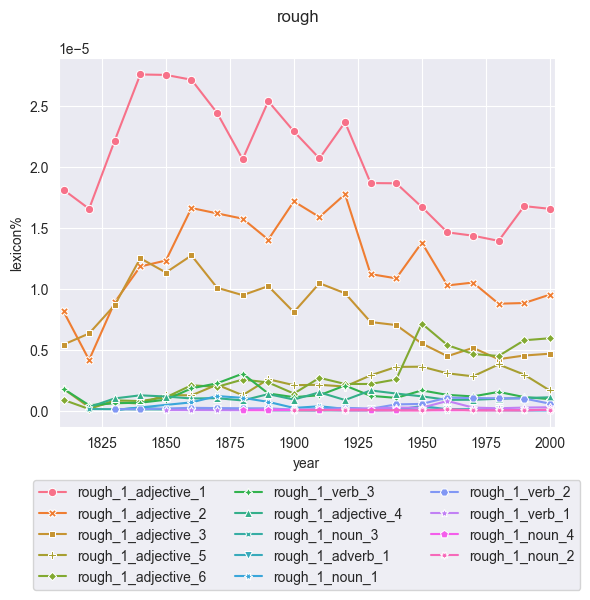 rough
1e−5
2.5
2.0
1.5
1.0
0.5
0.0
lexicon%
1825 1850 1875 1900 1925 1950 1975 2000
year
rough_1_adjective_1 rough_1_verb_3 rough_1_verb_2
rough_1_adjective_2 rough_1_adjective_4 rough_1_verb_1
rough_1_adjective_3 rough_1_noun_3 rough_1_noun_4
rough_1_adjective_5 rough_1_adverb_1 rough_1_noun_2
rough_1_adjective_6 rough_1_noun_1